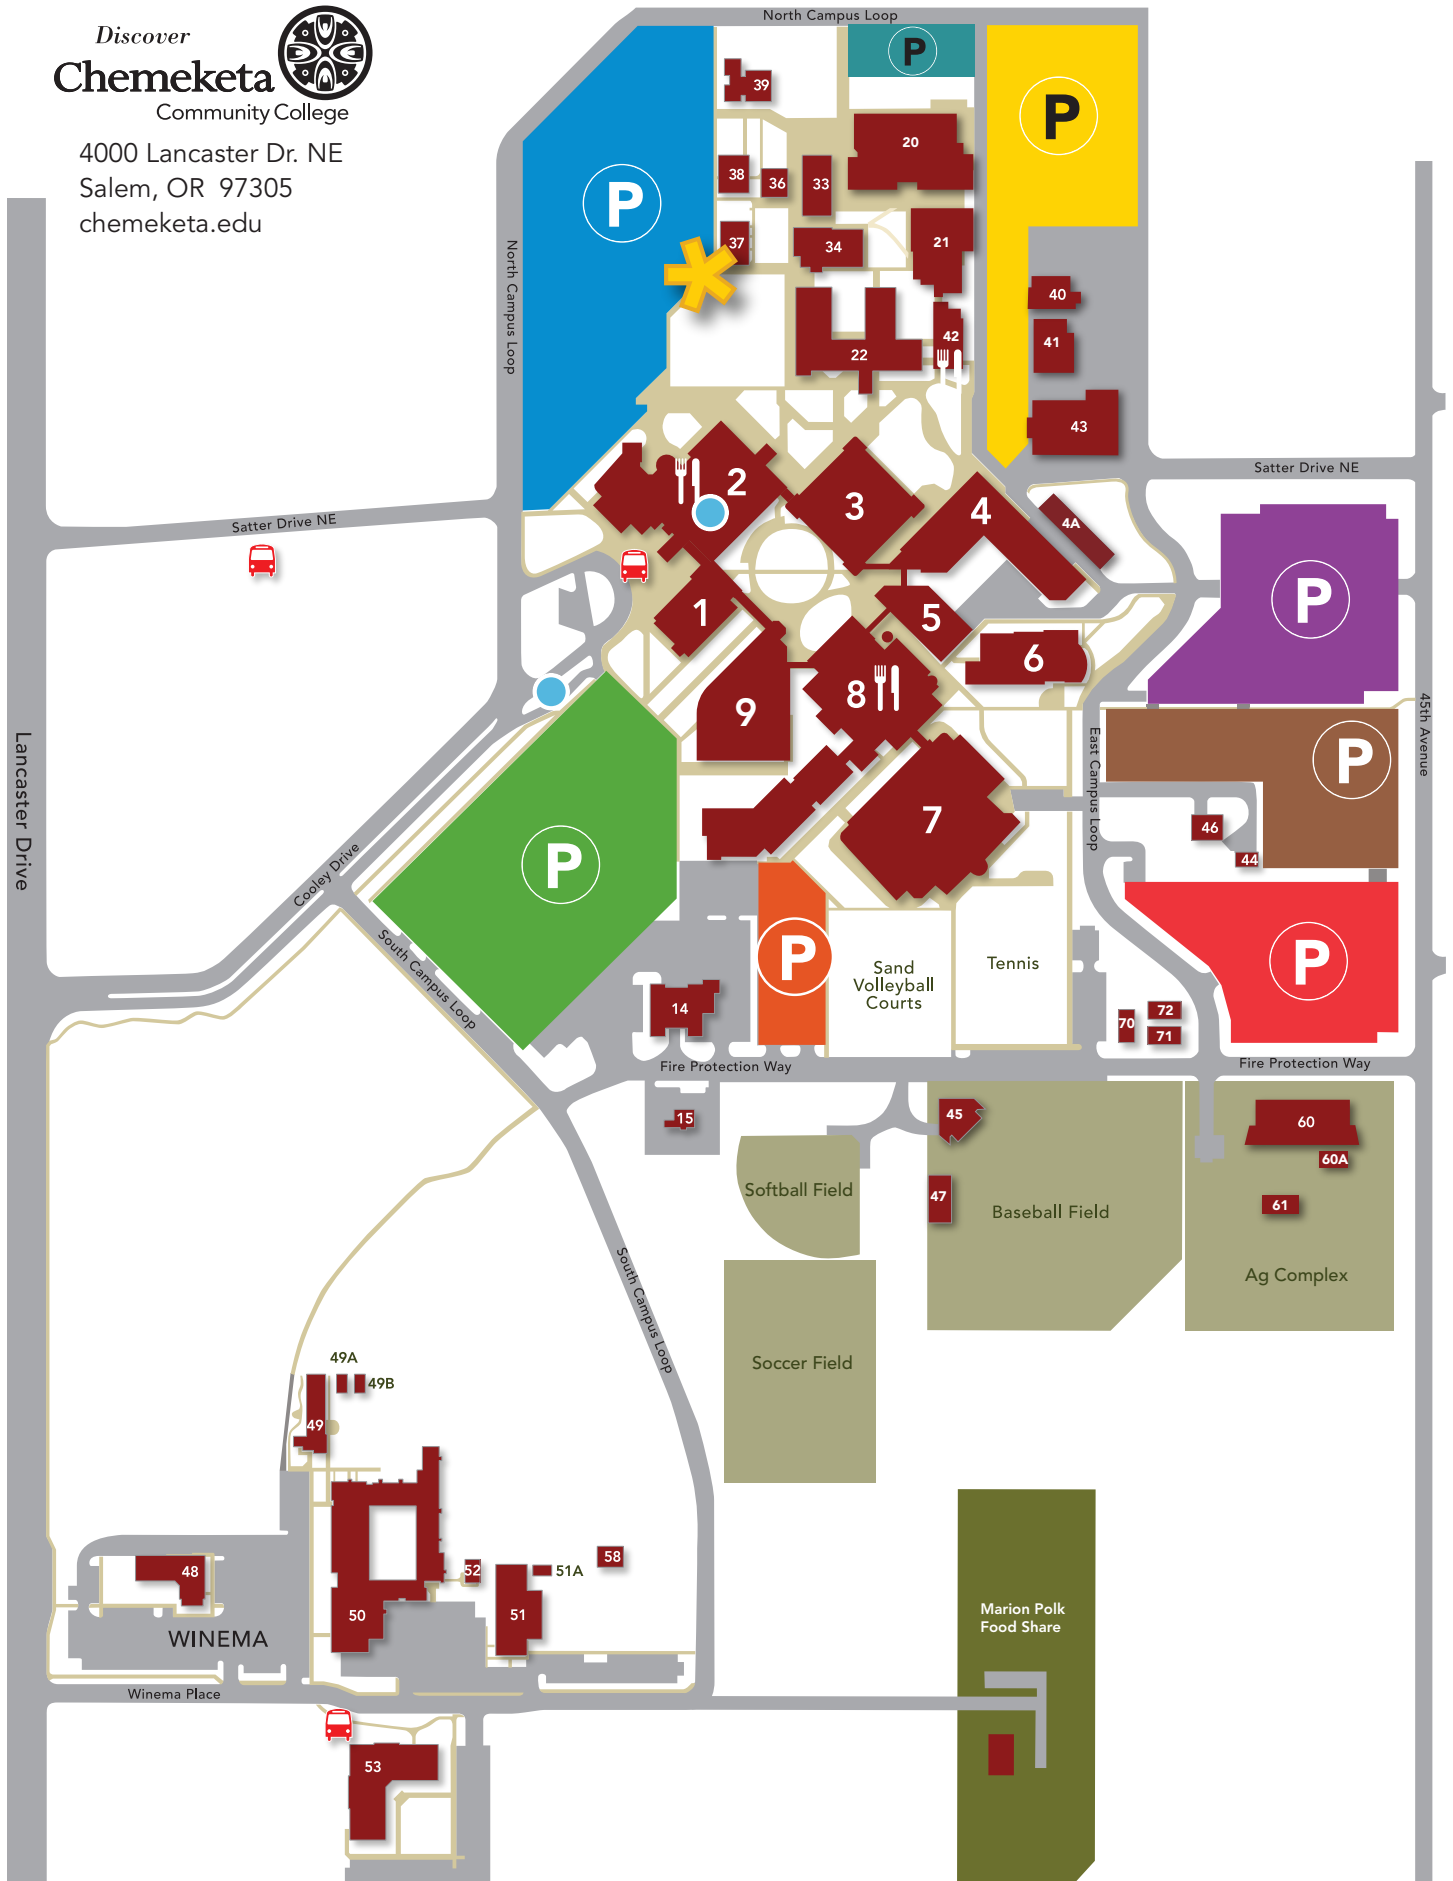 Discover
Chemeketa
Community College
4000 Lancaster Dr. NE
Salem, OR 97305
chemeketa.edu
North Campus Loop
P
P
P
39
20
38
36
33
37
34
21
North Campus Loop
40
41
42
22
43
Satter Drive NE
Satter Drive NE
2
3
4
4A
P
1
5
6
8
9
45th Avenue
East Campus Loop
P
Lancaster Drive
7
46
44
P
Cooley Drive
South Campus Loop
P
Sand
Volleyball
Courts
Tennis
P
14
70
72
71
Fire Protection Way
Fire Protection Way
15
45
60
60A
47
61
Softball Field
Baseball Field
Ag Complex
South Campus Loop
Soccer Field
49A
49B
49
58
52
51A
48
50
51
Marion Polk
Food Share
WINEMA
Winema Place
53